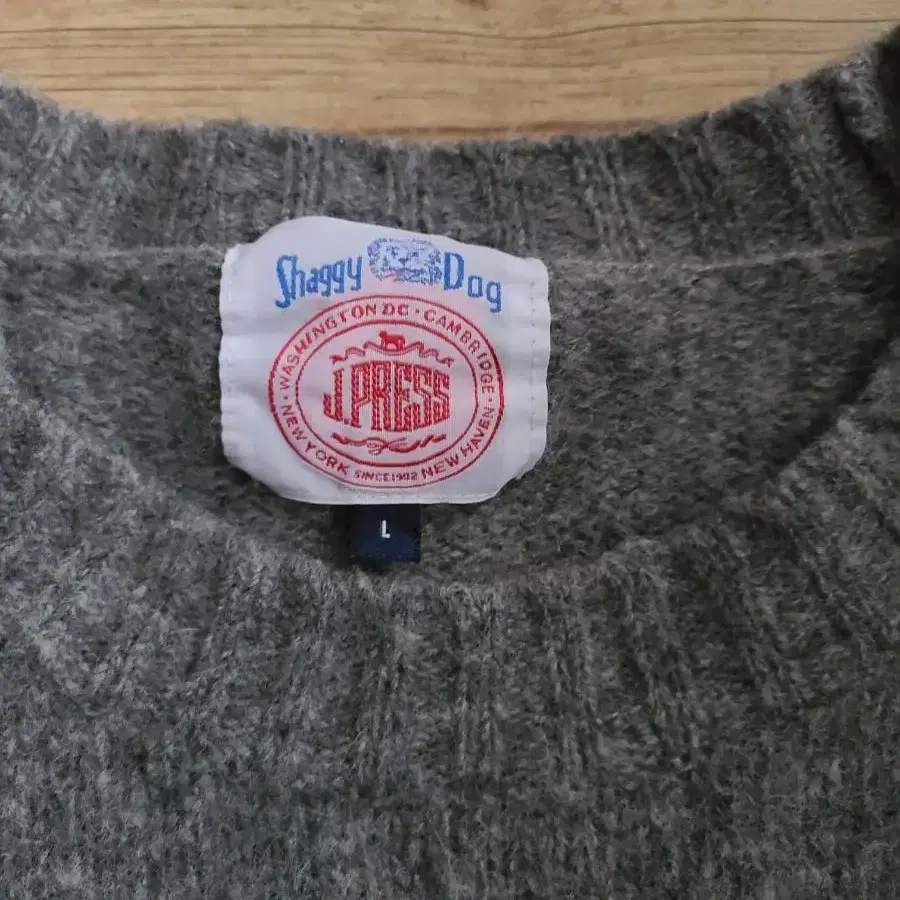 Shaggy Dog
WASHINGTON DC · CAMBRIDGE ·
J.PRESS
· NEW YORK SINCE 1902 NEW HAVEN ·
L